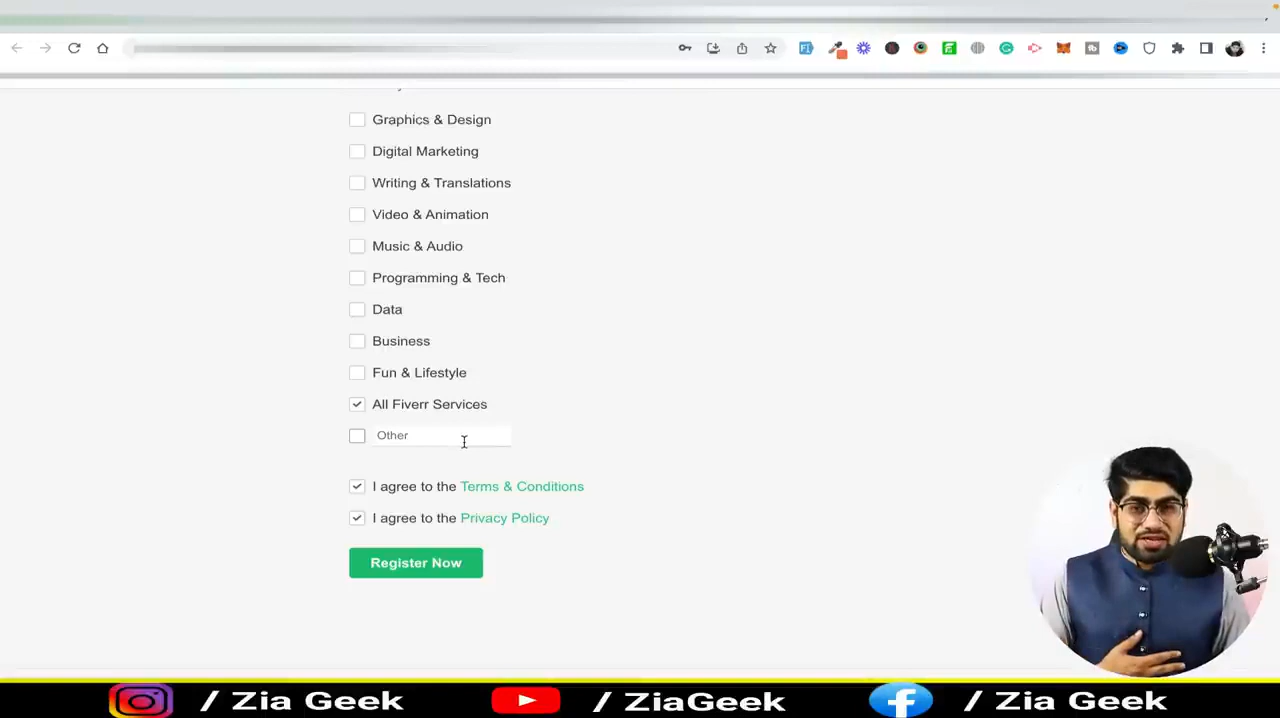 Graphics & Design
Digital Marketing
Writing & Translations
Video & Animation
Music & Audio
Programming & Tech
Data
Business
Fun & Lifestyle
All Fiverr Services
Other
I agree to the Terms & Conditions
I agree to the Privacy Policy
Register Now
/ Zia Geek / ZiaGeek / Zia Geek